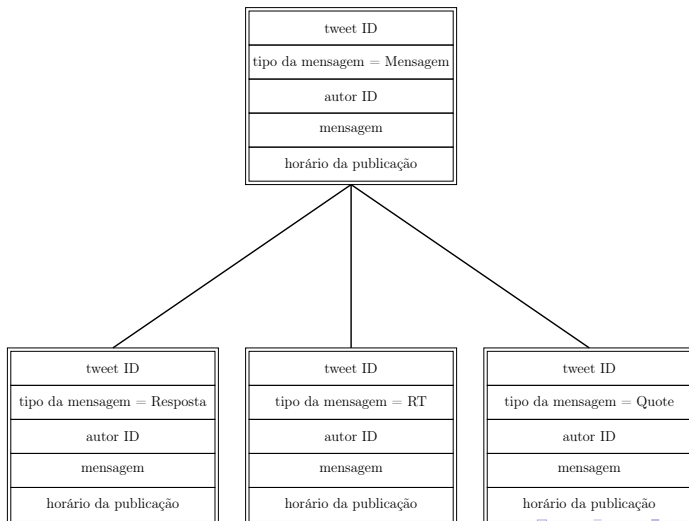 tweet ID
tipo da mensagem = Mensagem
autor ID
mensagem
horário da publicação
tweet ID
tipo da mensagem = Resposta
autor ID
mensagem
horário da publicação
tweet ID
tipo da mensagem = RT
autor ID
mensagem
horário da publicação
tweet ID
tipo da mensagem = Quote
autor ID
mensagem
horário da publicação